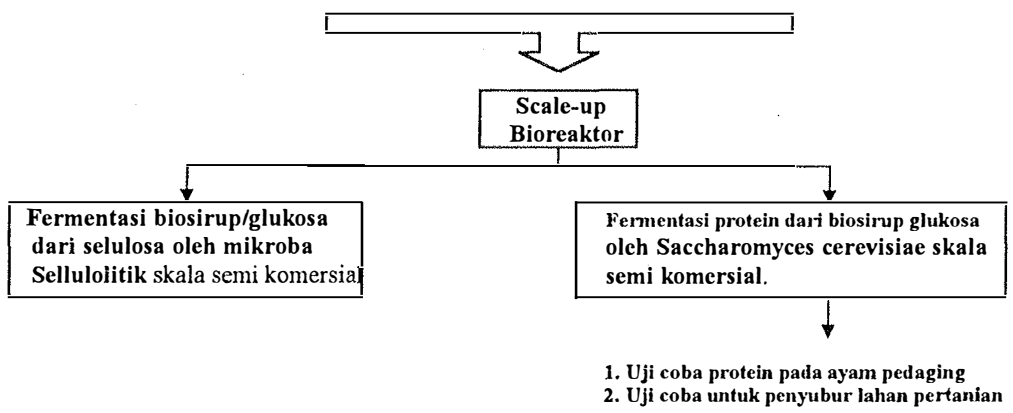 Scale-up
Bioreaktor
Fermentasi biosirup/glukosa
dari selulosa oleh mikroba
Sellulolitik skala semi komersial
Fermentasi protein dari biosirup glukosa
oleh Saccharomyces cerevisiae skala
semi komersial.
1. Uji coba protein pada ayam pedaging
2. Uji coba untuk penyubur lahan pertanian